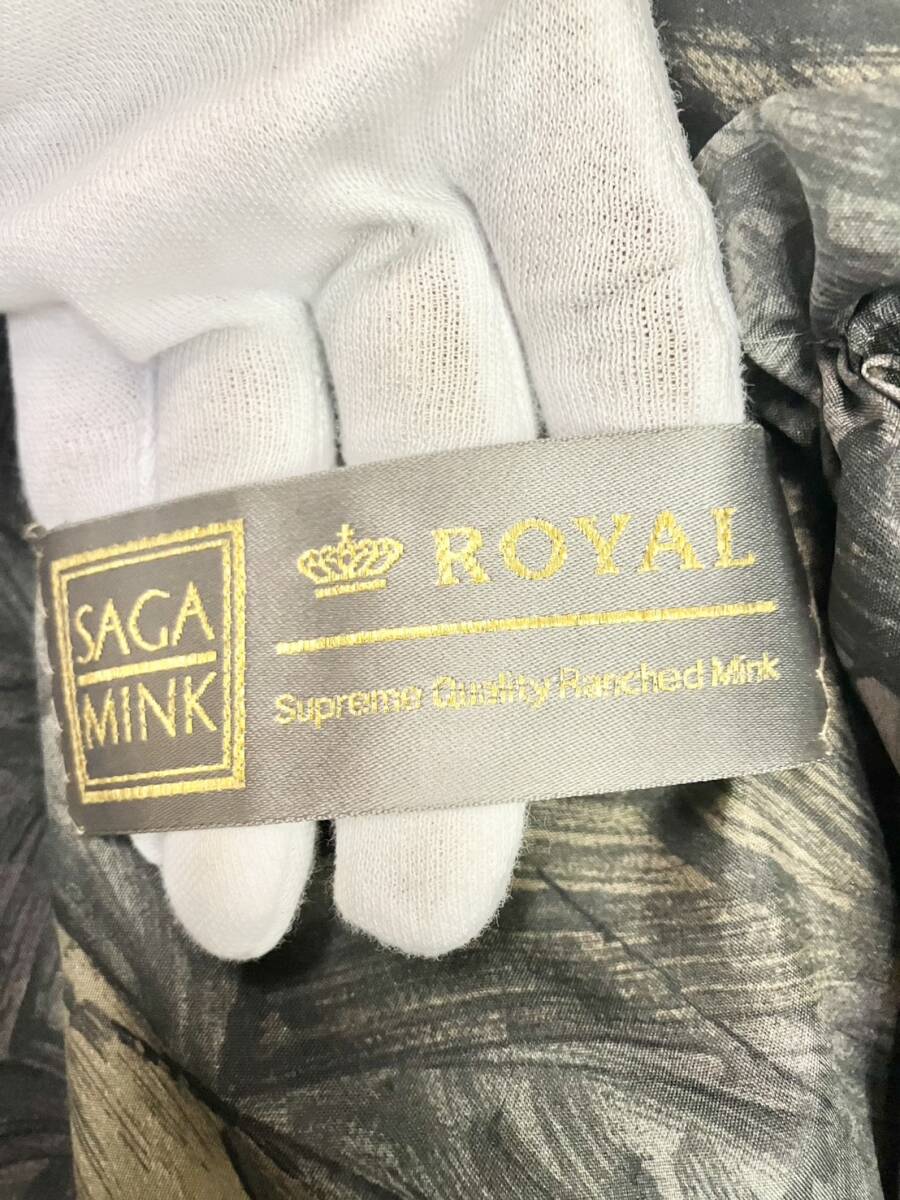 SAGA
MINK
ROYAL
Supreme Quality Ranched Mink